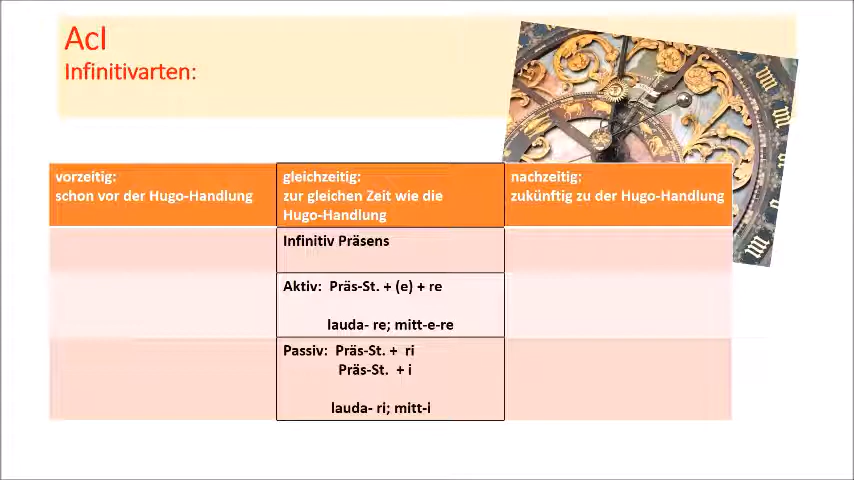 AcI
Infinitivarten:
vorzeitig:
schon vor der Hugo-Handlung
gleichzeitig:
zur gleichen Zeit wie die
Hugo-Handlung
nachzeitig:
zukünftig zu der Hugo-Handlung
Infinitiv Präsens
Aktiv: Präs-St. + (e) + re
lauda- re; mitt-e-re
Passiv: Präs-St. + ri
Präs-St. + i
lauda- ri; mitt-i